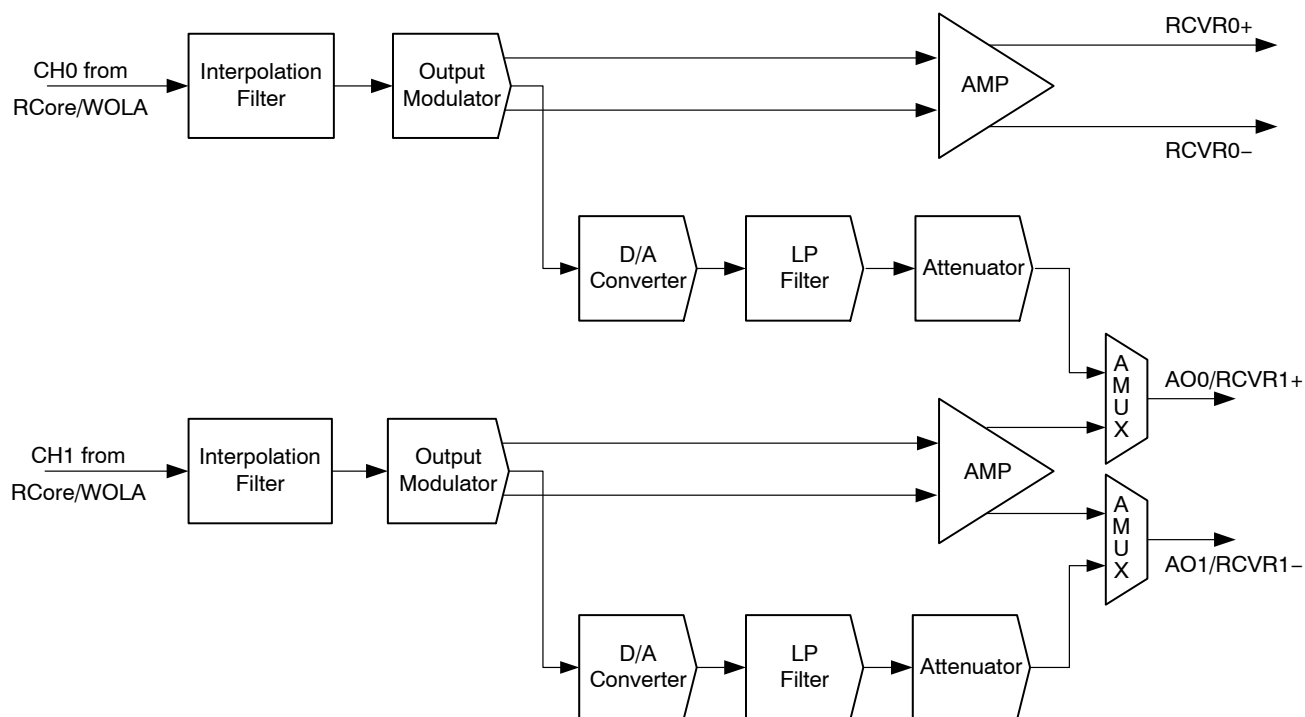 CH0 from
RCore/WOLA
Interpolation
Filter
Output
Modulator
AMP
RCVR0+
RCVR0−
D/A
Converter
LP
Filter
Attenuator
A
M
U
X
AO0/RCVR1+
CH1 from
RCore/WOLA
Interpolation
Filter
Output
Modulator
AMP
A
M
U
X
AO1/RCVR1−
D/A
Converter
LP
Filter
Attenuator